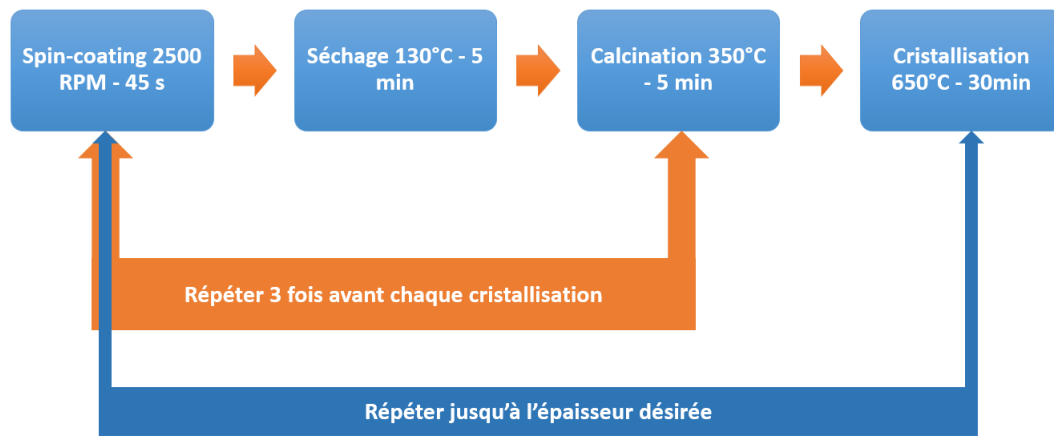 Spin-coating 2500
RPM - 45 s
Séchage 130°C - 5
min
Calcination 350°C
- 5 min
Cristallisation
650°C - 30min
Répéter 3 fois avant chaque cristallisation
Répéter jusqu'à l'épaisseur désirée